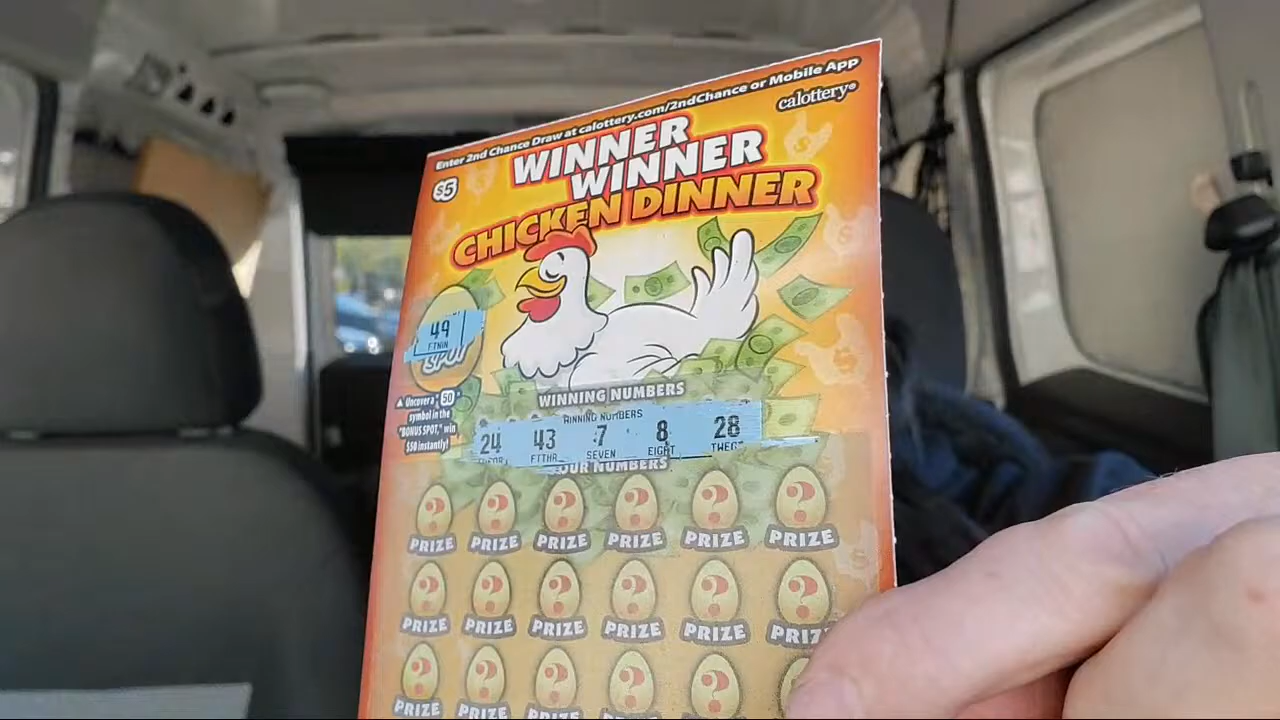 Enter 2nd Chance Draw at calottery.com/2ndChance or Mobile App
calottery®
$5
WINNER
WINNER
CHICKEN DINNER
49
FTNIN
SPOT
▲ Uncover a "50"
symbol in the
"BONUS SPOT," win
$50 instantly!
WINNING NUMBERS
WINNING NUMBERS
24 43 7 8 28
FTTHR SEVEN EIGHT
YOUR NUMBERS
? ? ? ? ? ?
PRIZE PRIZE PRIZE PRIZE PRIZE PRIZE
? ? ? ? ? ?
PRIZE PRIZE PRIZE PRIZE PRIZE PRIZE
? ? ? ? ?
PRIZE PRIZE PRIZE PRIZE PRIZE